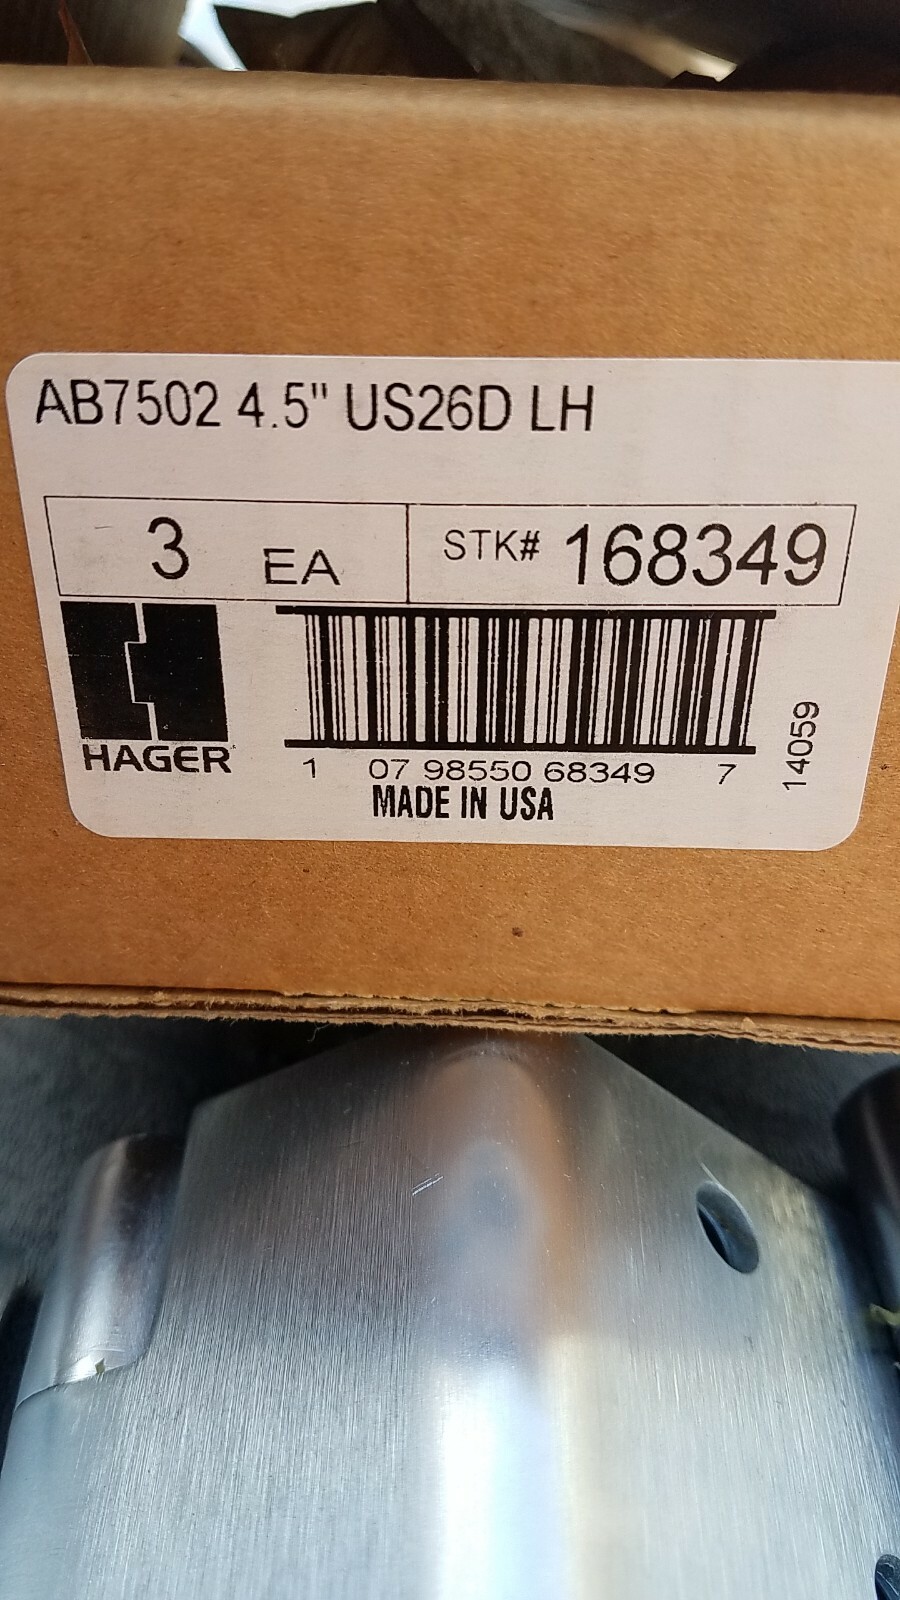 AB7502 4.5" US26D LH
3 EA STK# 168349
HAGER
1 07 98550 68349 7
MADE IN USA
14059